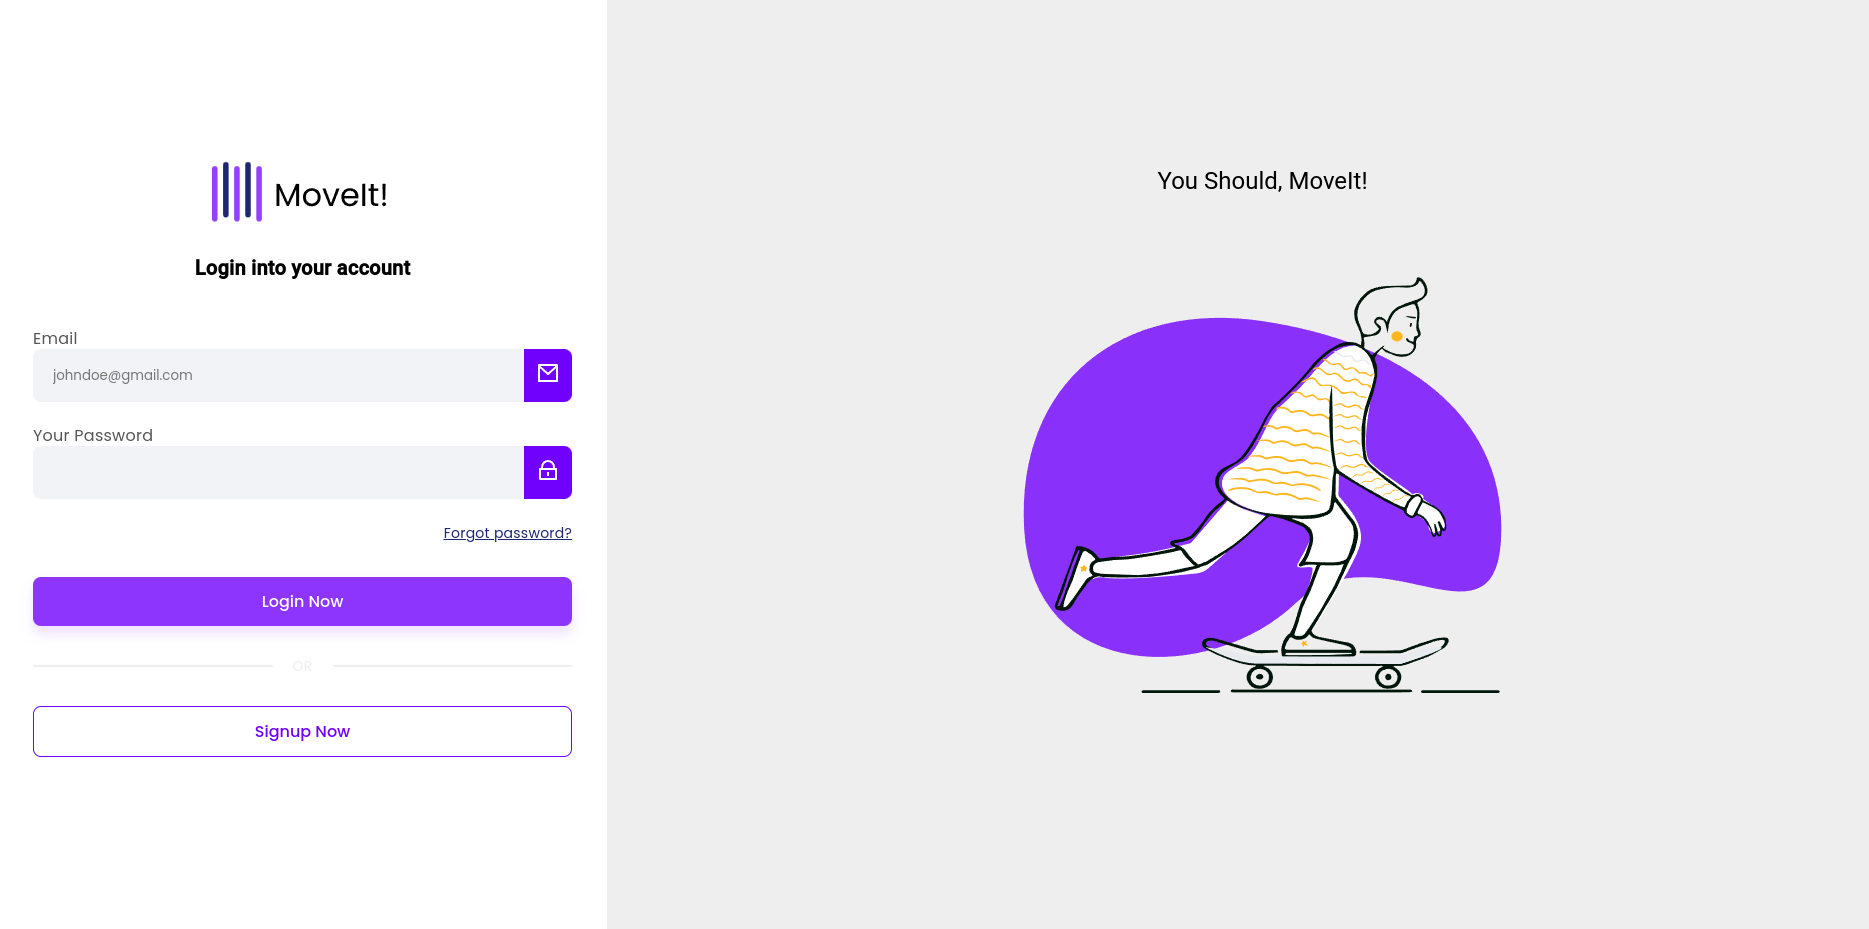 MoveIt!
Login into your account
Email
johndoe@gmail.com
Your Password
Forgot password?
Login Now
OR
Signup Now
You Should, MoveIt!